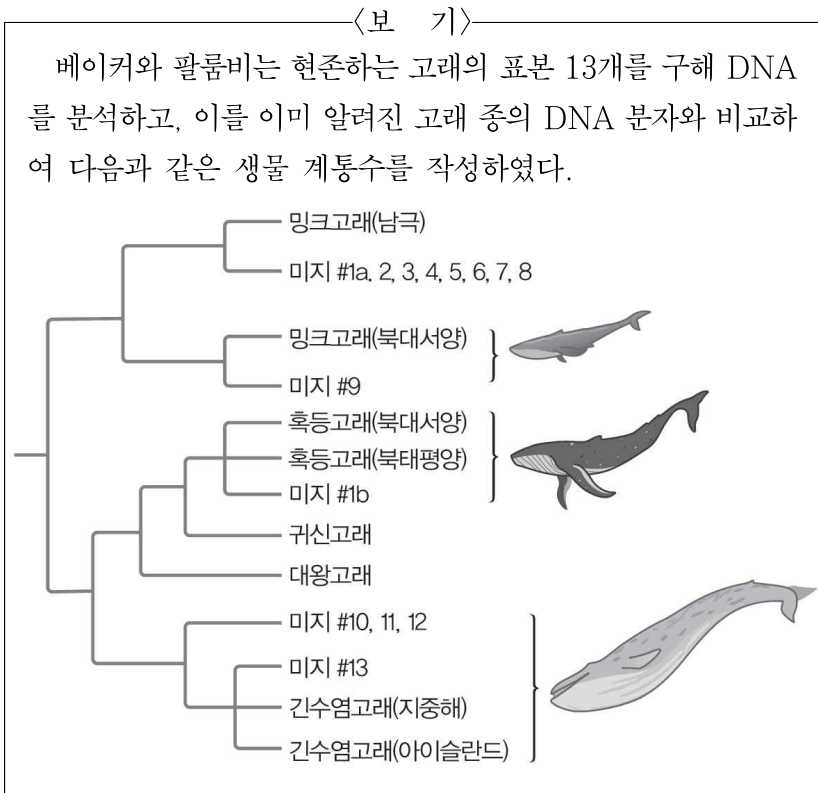 〈보 기〉
베이커와 팔룸비는 현존하는 고래의 표본 13개를 구해 DNA
를 분석하고, 이를 이미 알려진 고래 종의 DNA 분자와 비교하
여 다음과 같은 생물 계통수를 작성하였다.
밍크고래(남극)
미지 #1a, 2, 3, 4, 5, 6, 7, 8
밍크고래(북대서양)
미지 #9
혹등고래(북대서양)
혹등고래(북태평양)
미지 #1b
귀신고래
대왕고래
미지 #10, 11, 12
미지 #13
긴수염고래(지중해)
긴수염고래(아이슬란드)